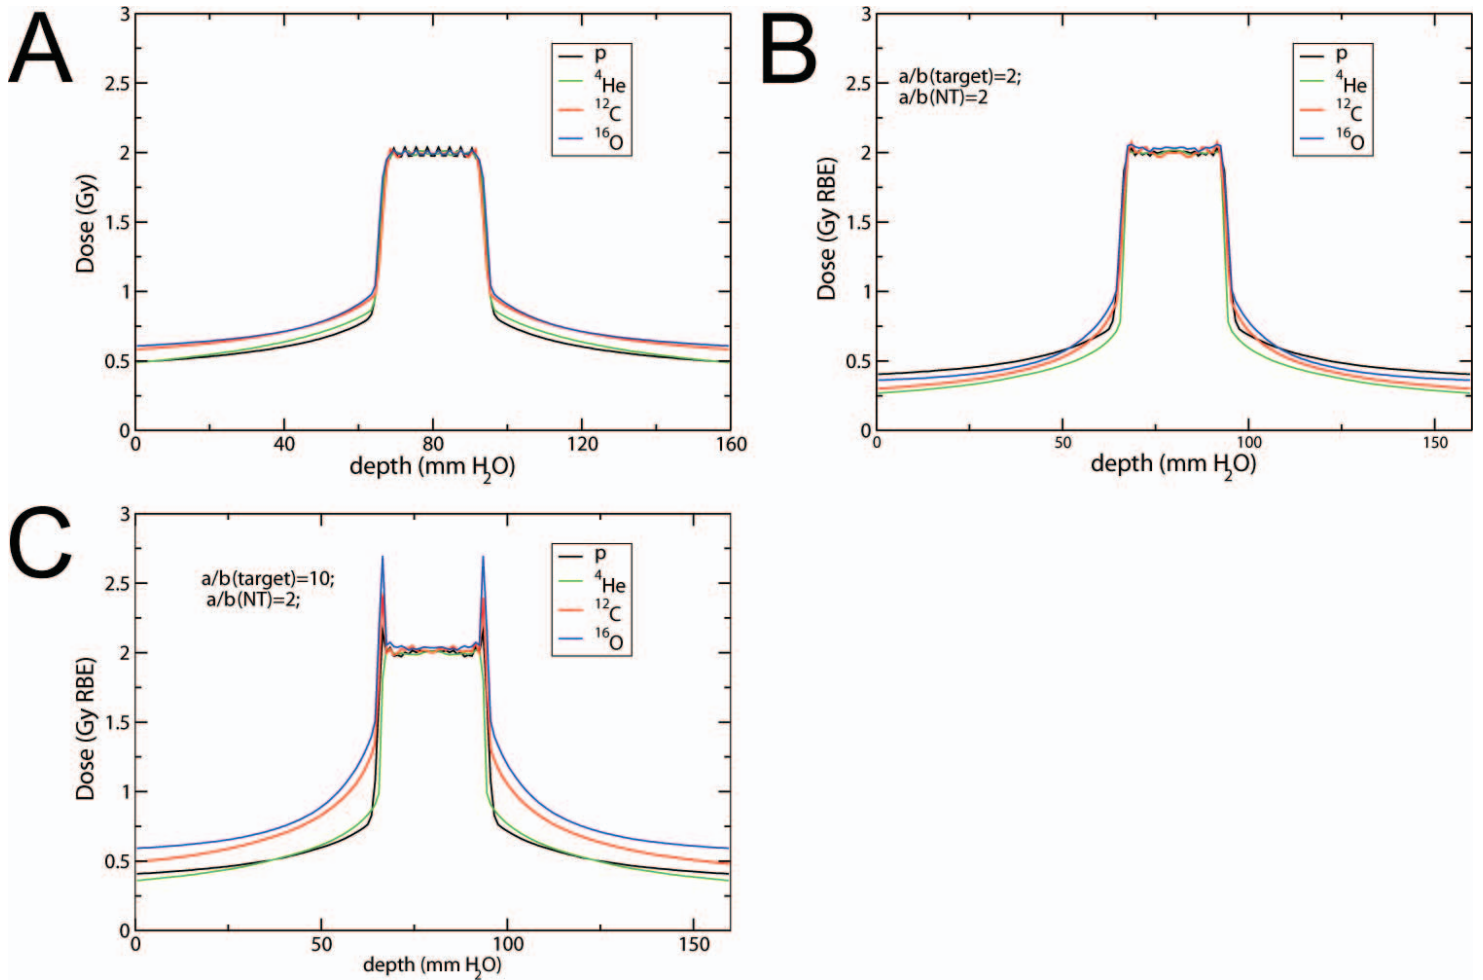 A
3
2.5
2
1.5
1
0.5
0
Dose (Gy)
p
⁴He
¹²C
¹⁶O
0 40 80 120 160
depth (mm H₂O)
B
3
2.5
2
1.5
1
0.5
0
Dose (Gy RBE)
a/b(target)=2;
a/b(NT)=2
p
⁴He
¹²C
¹⁶O
0 50 100 150
depth (mm H₂O)
C
3
2.5
2
1.5
1
0.5
0
Dose (Gy RBE)
a/b(target)=10;
a/b(NT)=2;
p
⁴He
¹²C
¹⁶O
0 50 100 150
depth (mm H₂O)